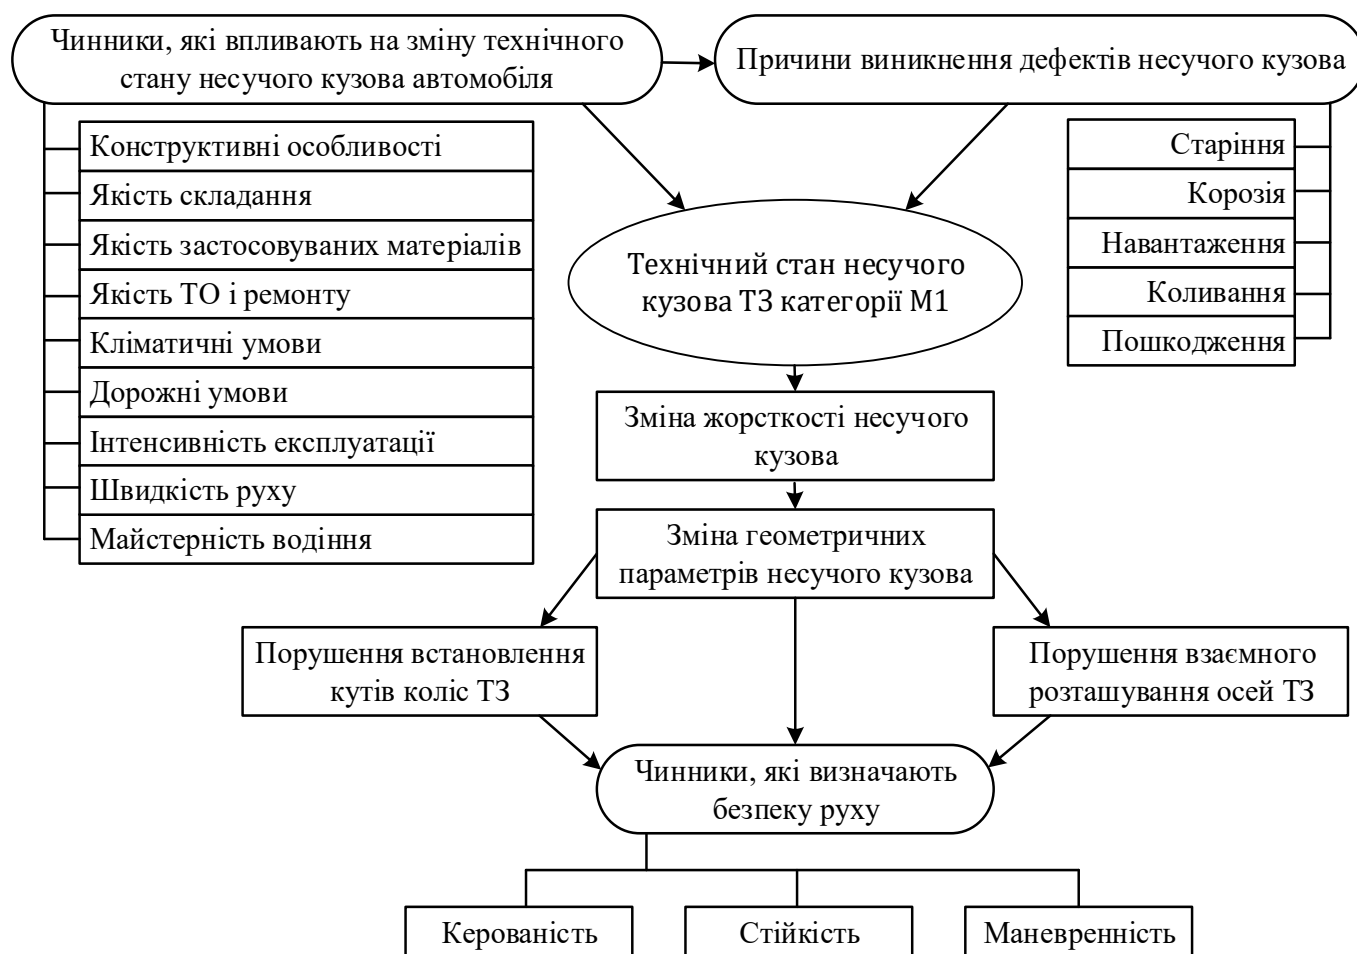 Чинники, які впливають на зміну технічного
стану несучого кузова автомобіля
Причини виникнення дефектів несучого кузова
Конструктивні особливості
Якість складання
Якість застосовуваних матеріалів
Якість ТО і ремонту
Кліматичні умови
Дорожні умови
Інтенсивність експлуатації
Швидкість руху
Майстерність водіння
Старіння
Корозія
Навантаження
Коливання
Пошкодження
Технічний стан несучого
кузова ТЗ категорії М1
Зміна жорсткості несучого
кузова
Зміна геометричних
параметрів несучого кузова
Порушення встановлення
кутів коліс ТЗ
Порушення взаємного
розташування осей ТЗ
Чинники, які визначають
безпеку руху
Керованість
Стійкість
Маневренність